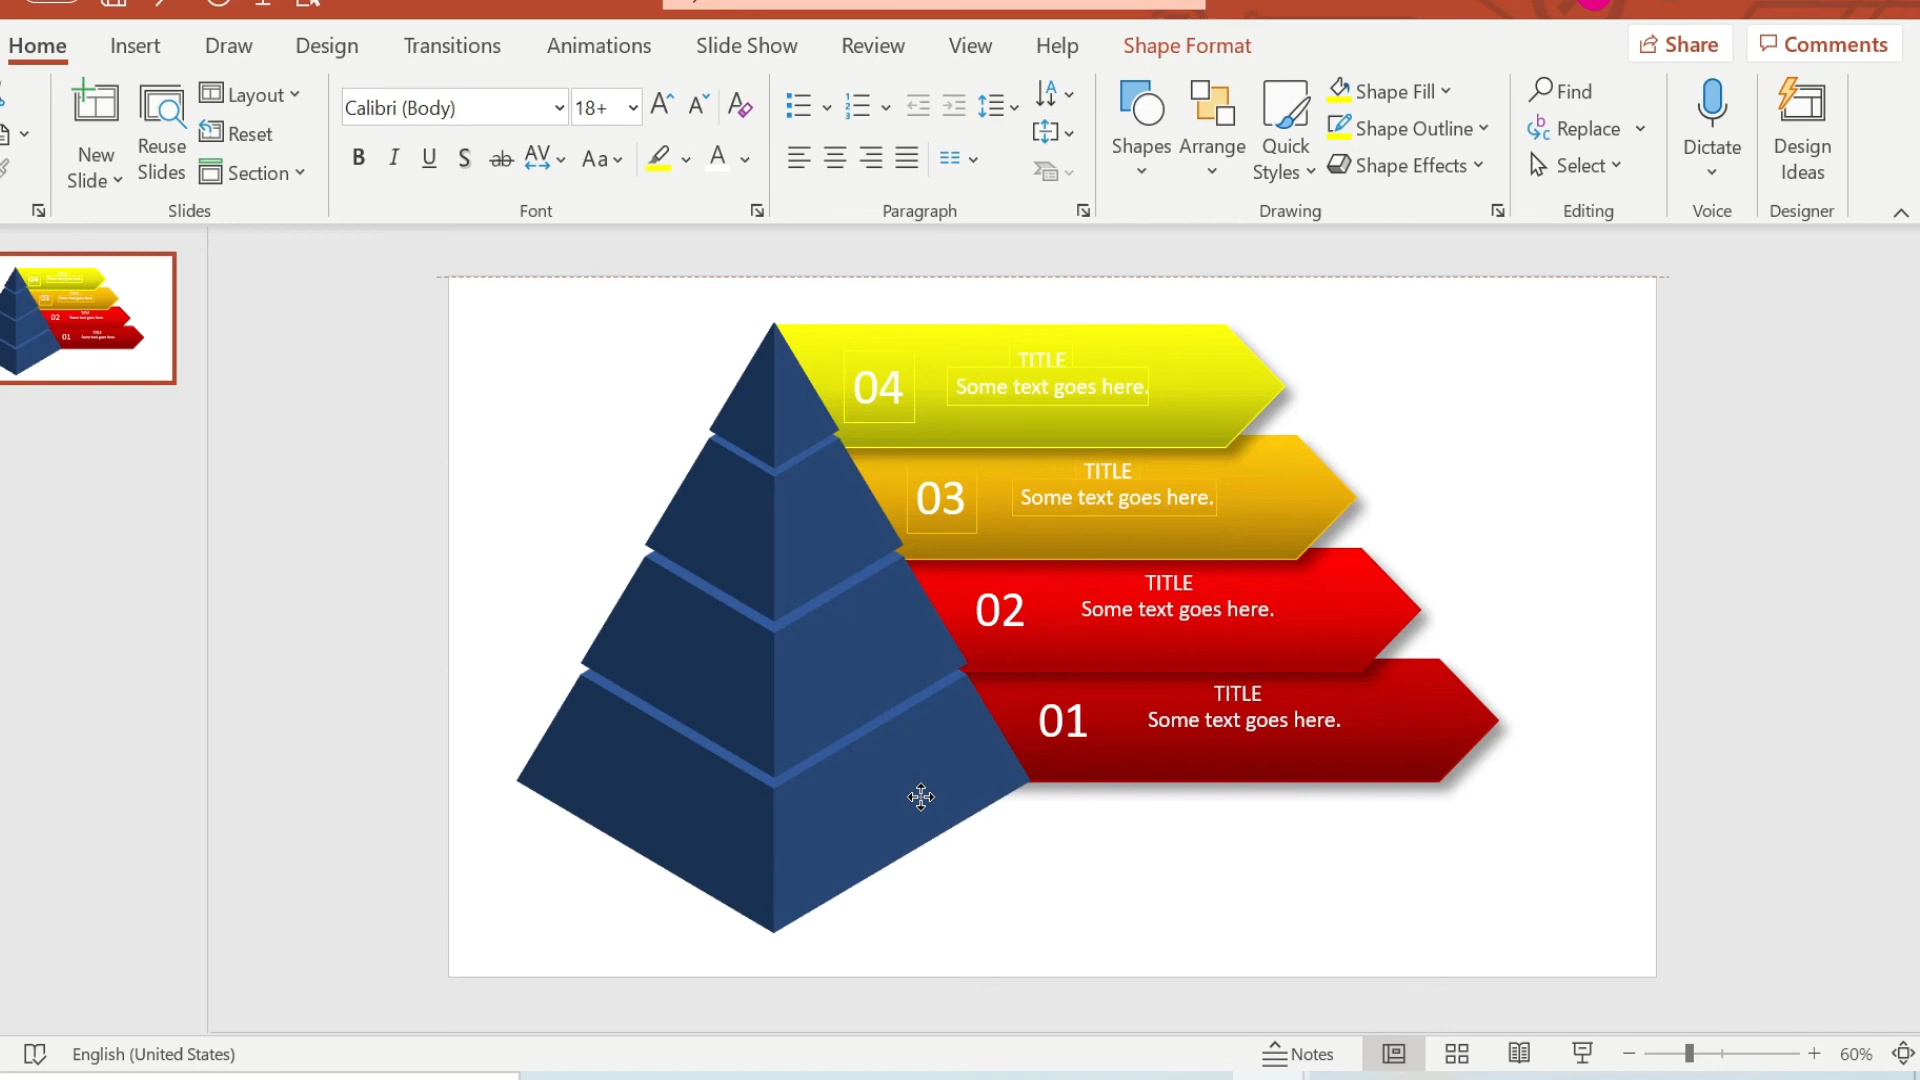 Home Insert Draw Design Transitions Animations Slide Show Review View Help Shape Format Share Comments
New Slide
Reuse Slides
Layout
Reset
Section
Slides
Calibri (Body) 18+
B I U S ab AV Aa A
Font
Paragraph
Shapes
Arrange
Quick Styles
Shape Fill
Shape Outline
Shape Effects
Drawing
Find
Replace
Select
Editing
Dictate
Voice
Design Ideas
Designer
04
TITLE
Some text goes here.
03
TITLE
Some text goes here.
02
TITLE
Some text goes here.
01
TITLE
Some text goes here.
English (United States) Notes 60%